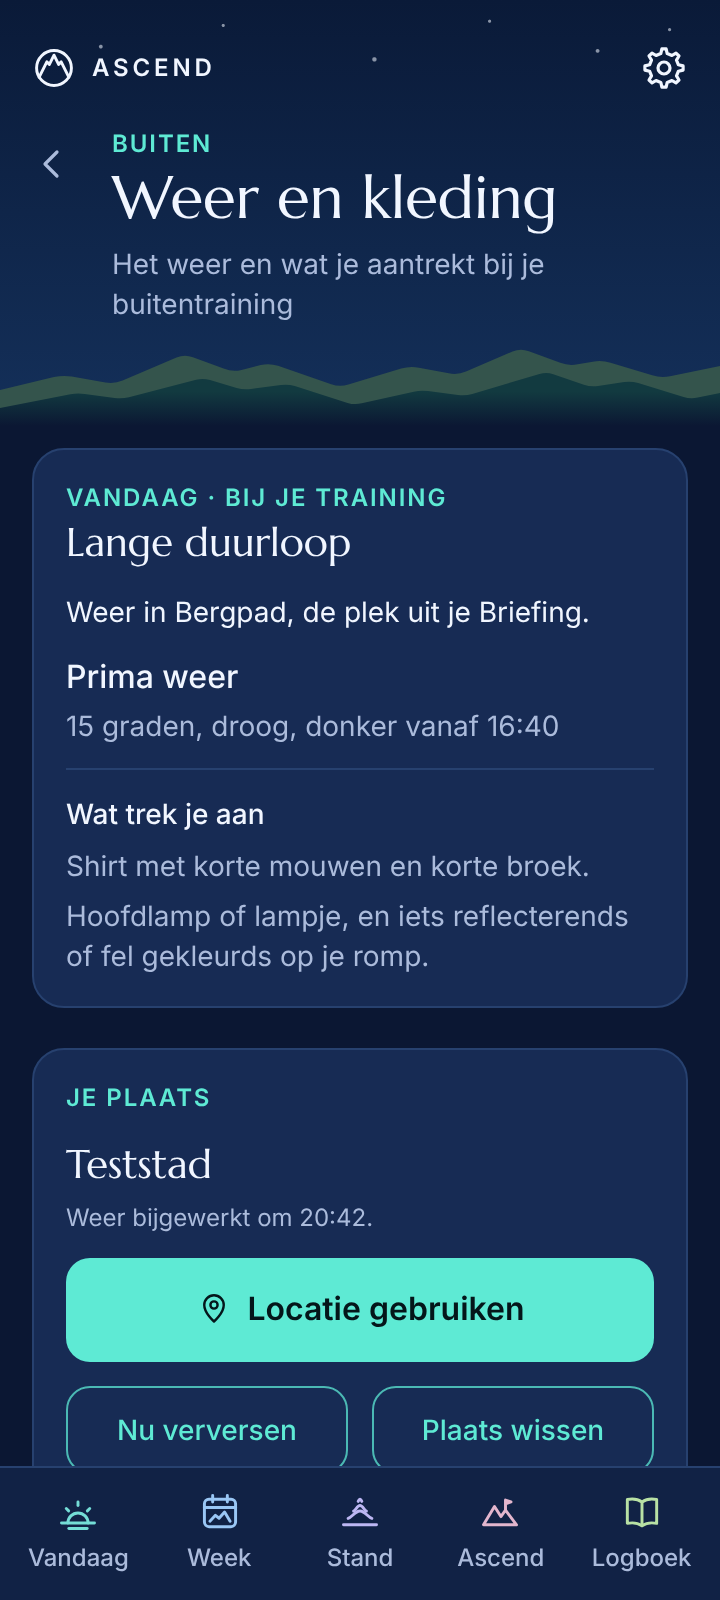 ASCEND
BUITEN
Weer en kleding
Het weer en wat je aantrekt bij je
buitentraining
VANDAAG · BIJ JE TRAINING
Lange duurloop
Weer in Bergpad, de plek uit je Briefing.
Prima weer
15 graden, droog, donker vanaf 16:40
Wat trek je aan
Shirt met korte mouwen en korte broek.
Hoofdlamp of lampje, en iets reflecterends
of fel gekleurds op je romp.
JE PLAATS
Teststad
Weer bijgewerkt om 20:42.
Locatie gebruiken
Nu verversen
Plaats wissen
Vandaag
Week
Stand
Ascend
Logboek